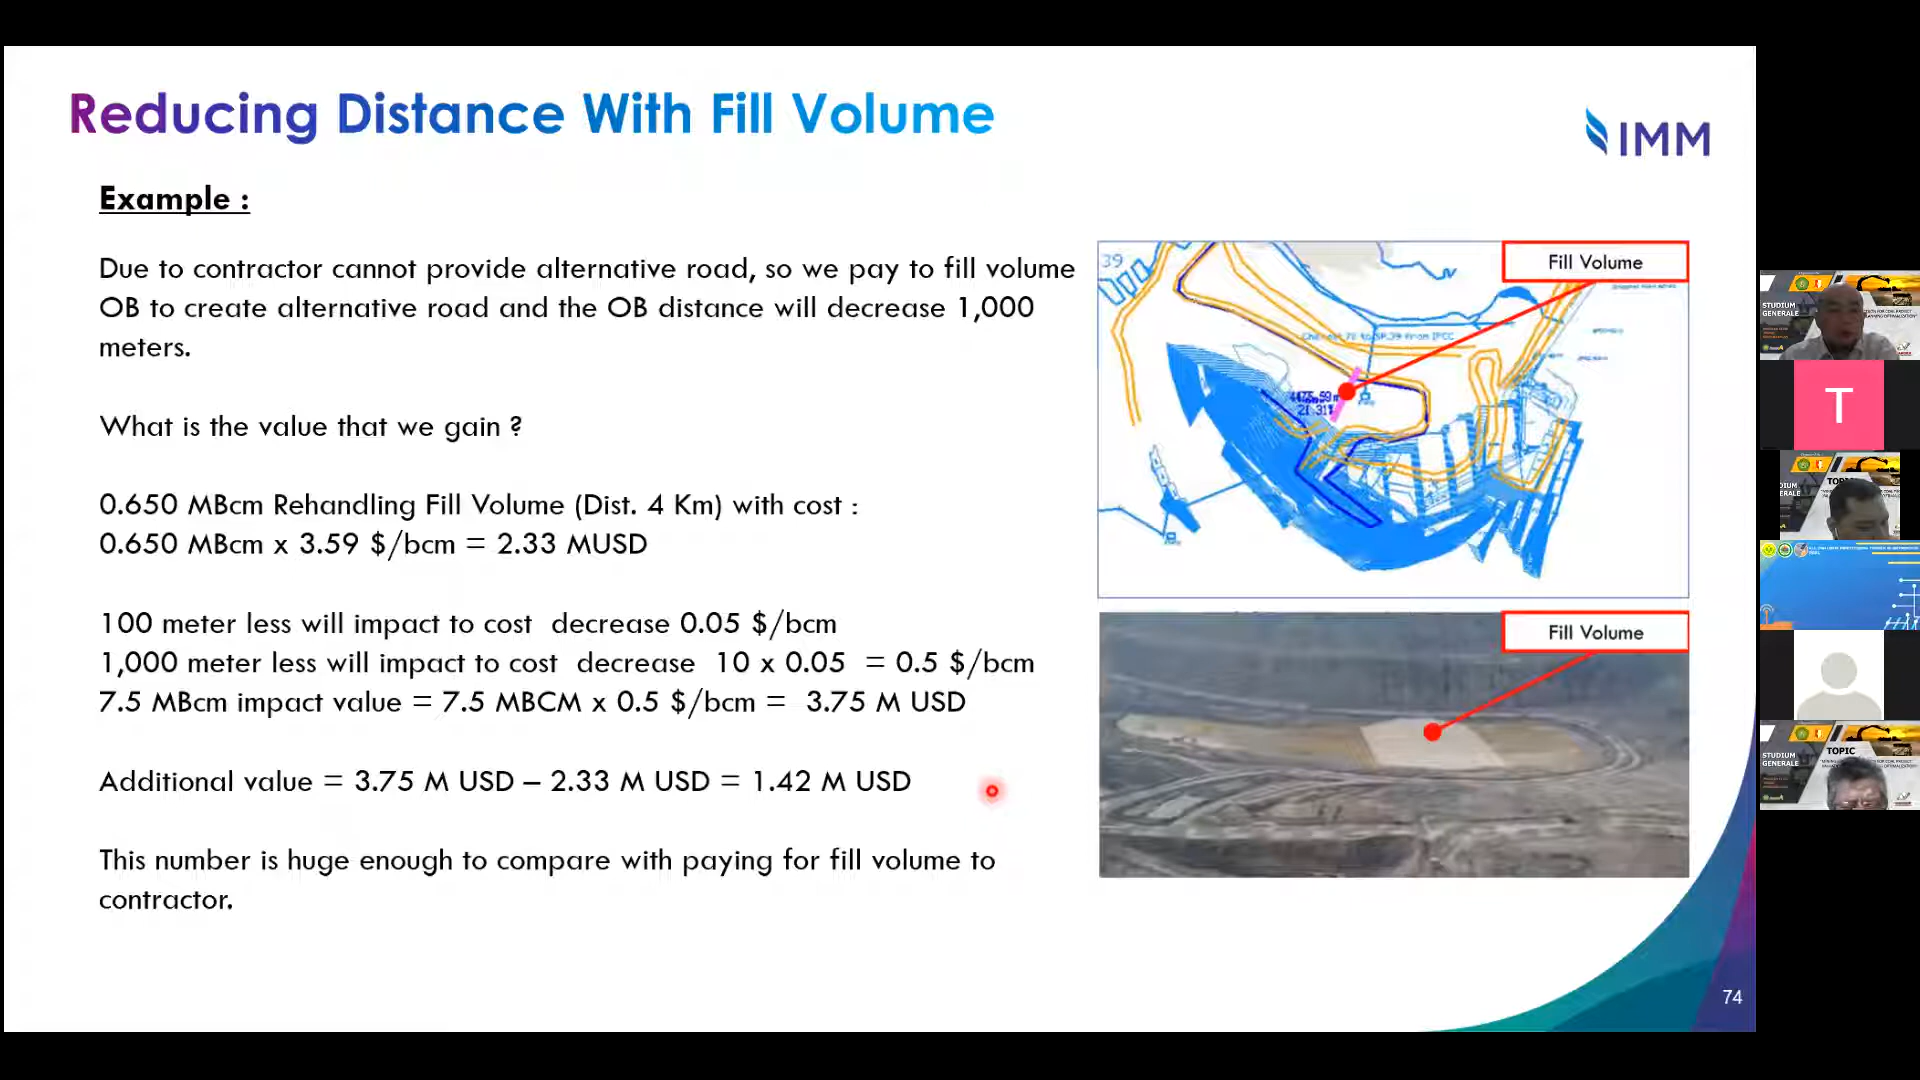 Reducing Distance With Fill Volume
IMM
Example :
Due to contractor cannot provide alternative road, so we pay to fill volume
OB to create alternative road and the OB distance will decrease 1,000
meters.
What is the value that we gain ?
0.650 MBcm Rehandling Fill Volume (Dist. 4 Km) with cost :
0.650 MBcm x 3.59 $/bcm = 2.33 MUSD
100 meter less will impact to cost decrease 0.05 $/bcm
1,000 meter less will impact to cost decrease 10 x 0.05 = 0.5 $/bcm
7.5 MBcm impact value = 7.5 MBCM x 0.5 $/bcm = 3.75 M USD
Additional value = 3.75 M USD – 2.33 M USD = 1.42 M USD
This number is huge enough to compare with paying for fill volume to
contractor.
39
Fill Volume
21.31%
Fill Volume
74
STUDIUM
GENERALE
T
STUDIUM
GENERALE
TOPIC